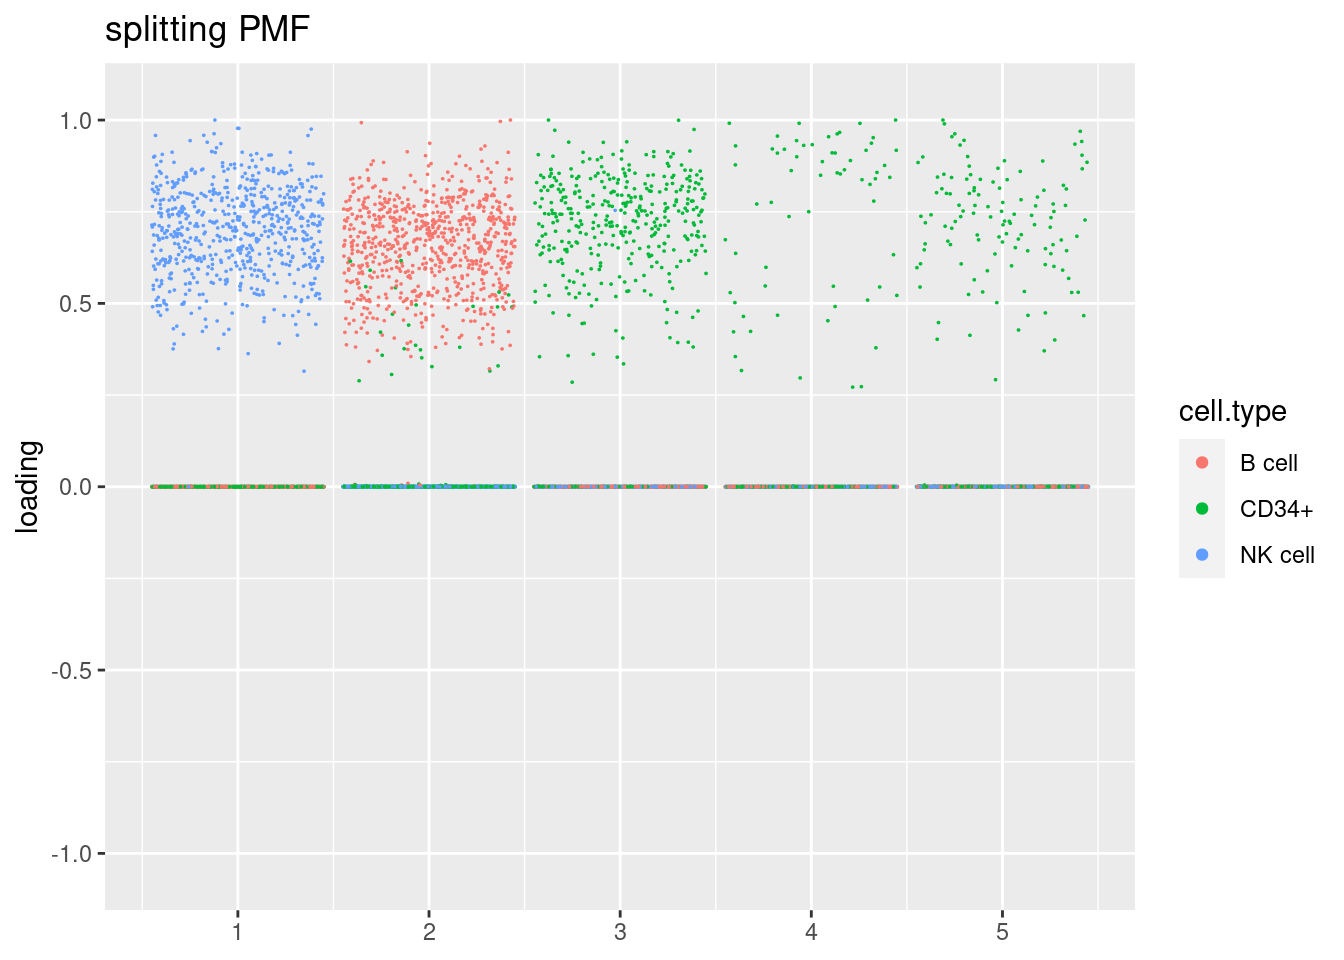 splitting PMF
1.0
0.5
0.0
-0.5
-1.0
loading
1 2 3 4 5
cell.type
B cell
CD34+
NK cell